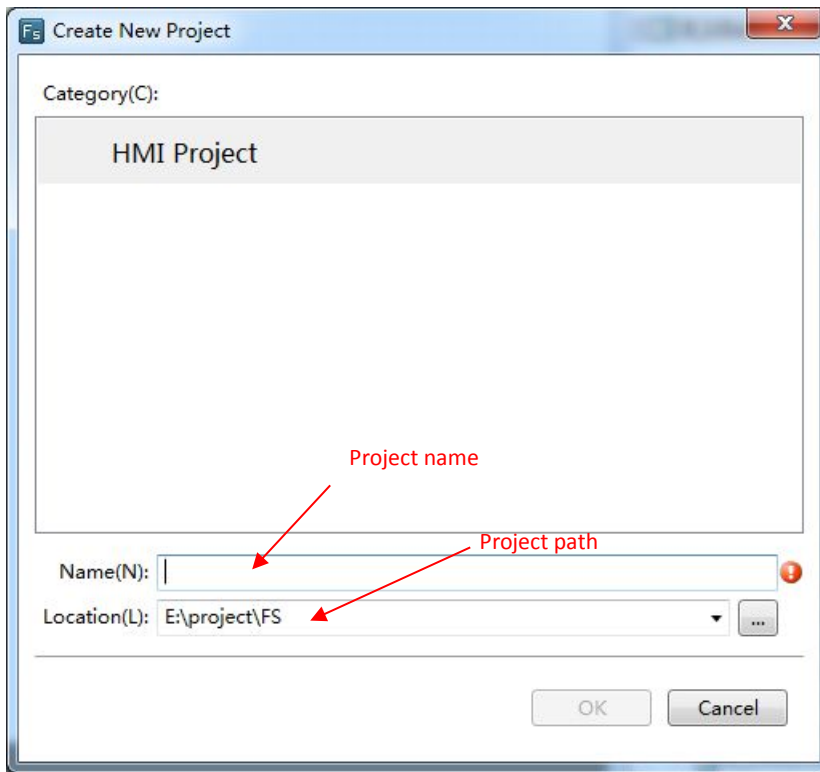 Fs Create New Project
Category(C):
HMI Project
Project name
Project path
Name(N):
Location(L): E:\project\FS ...
OK Cancel